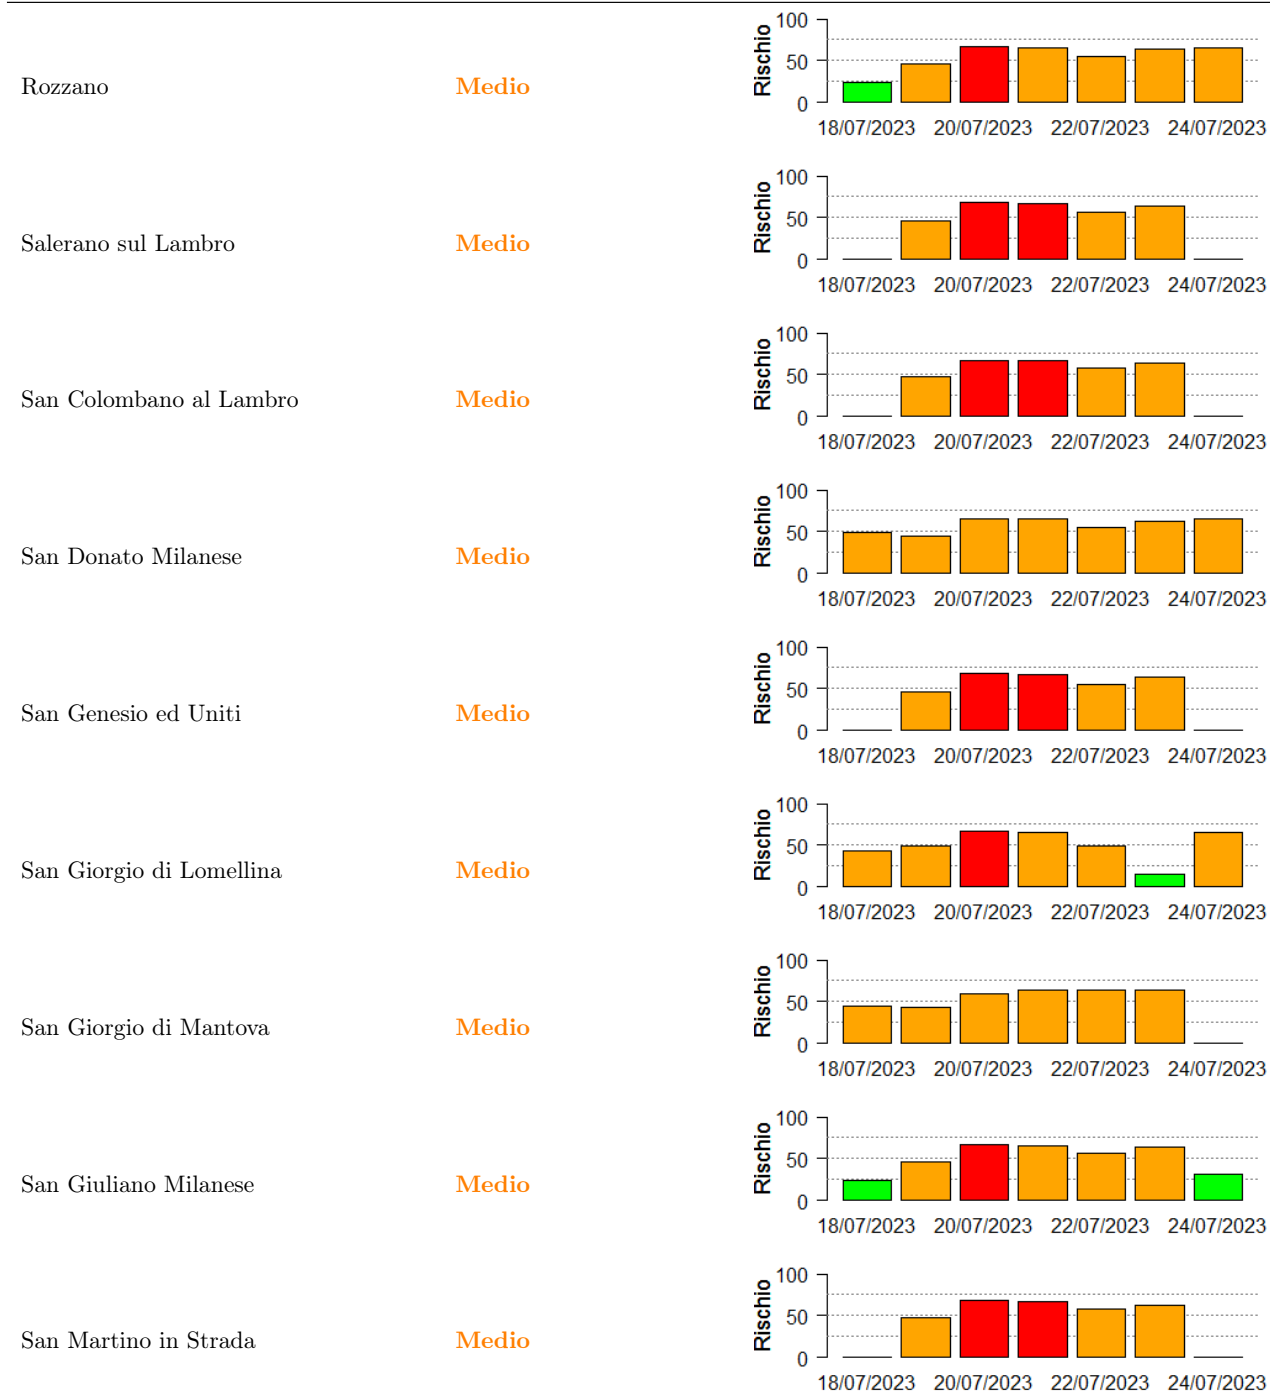 Rozzano Medio Rischio 100 50 0
18/07/2023 20/07/2023 22/07/2023 24/07/2023
Salerano sul Lambro Medio Rischio 100 50 0
18/07/2023 20/07/2023 22/07/2023 24/07/2023
San Colombano al Lambro Medio Rischio 100 50 0
18/07/2023 20/07/2023 22/07/2023 24/07/2023
San Donato Milanese Medio Rischio 100 50 0
18/07/2023 20/07/2023 22/07/2023 24/07/2023
San Genesio ed Uniti Medio Rischio 100 50 0
18/07/2023 20/07/2023 22/07/2023 24/07/2023
San Giorgio di Lomellina Medio Rischio 100 50 0
18/07/2023 20/07/2023 22/07/2023 24/07/2023
San Giorgio di Mantova Medio Rischio 100 50 0
18/07/2023 20/07/2023 22/07/2023 24/07/2023
San Giuliano Milanese Medio Rischio 100 50 0
18/07/2023 20/07/2023 22/07/2023 24/07/2023
San Martino in Strada Medio Rischio 100 50 0
18/07/2023 20/07/2023 22/07/2023 24/07/2023